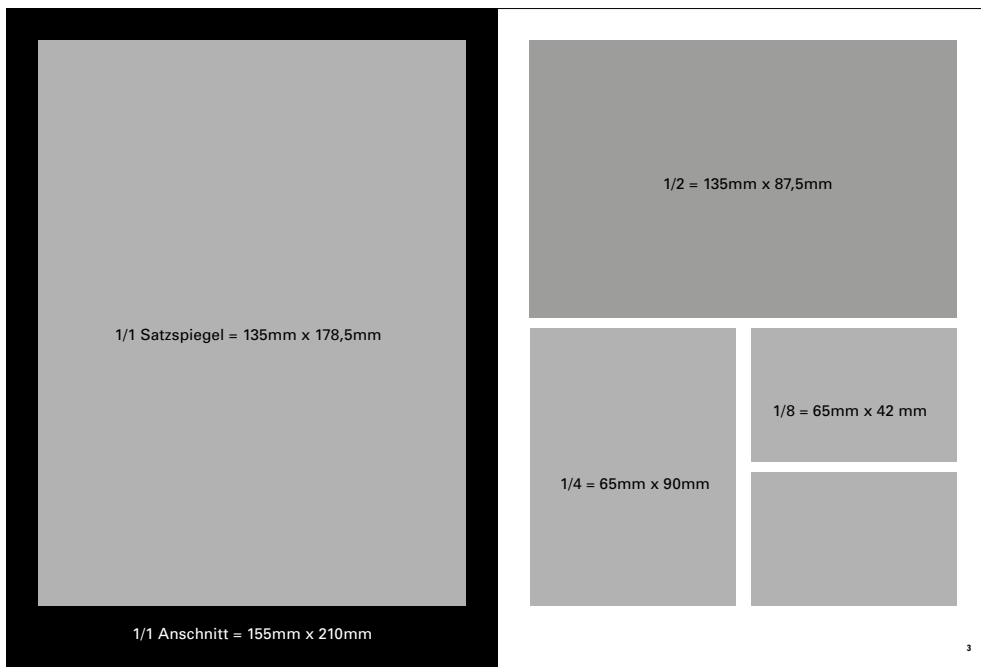 1/1 Satzspiegel = 135mm x 178,5mm
1/1 Anschnitt = 155mm x 210mm
1/2 = 135mm x 87,5mm
1/4 = 65mm x 90mm
1/8 = 65mm x 42 mm
3